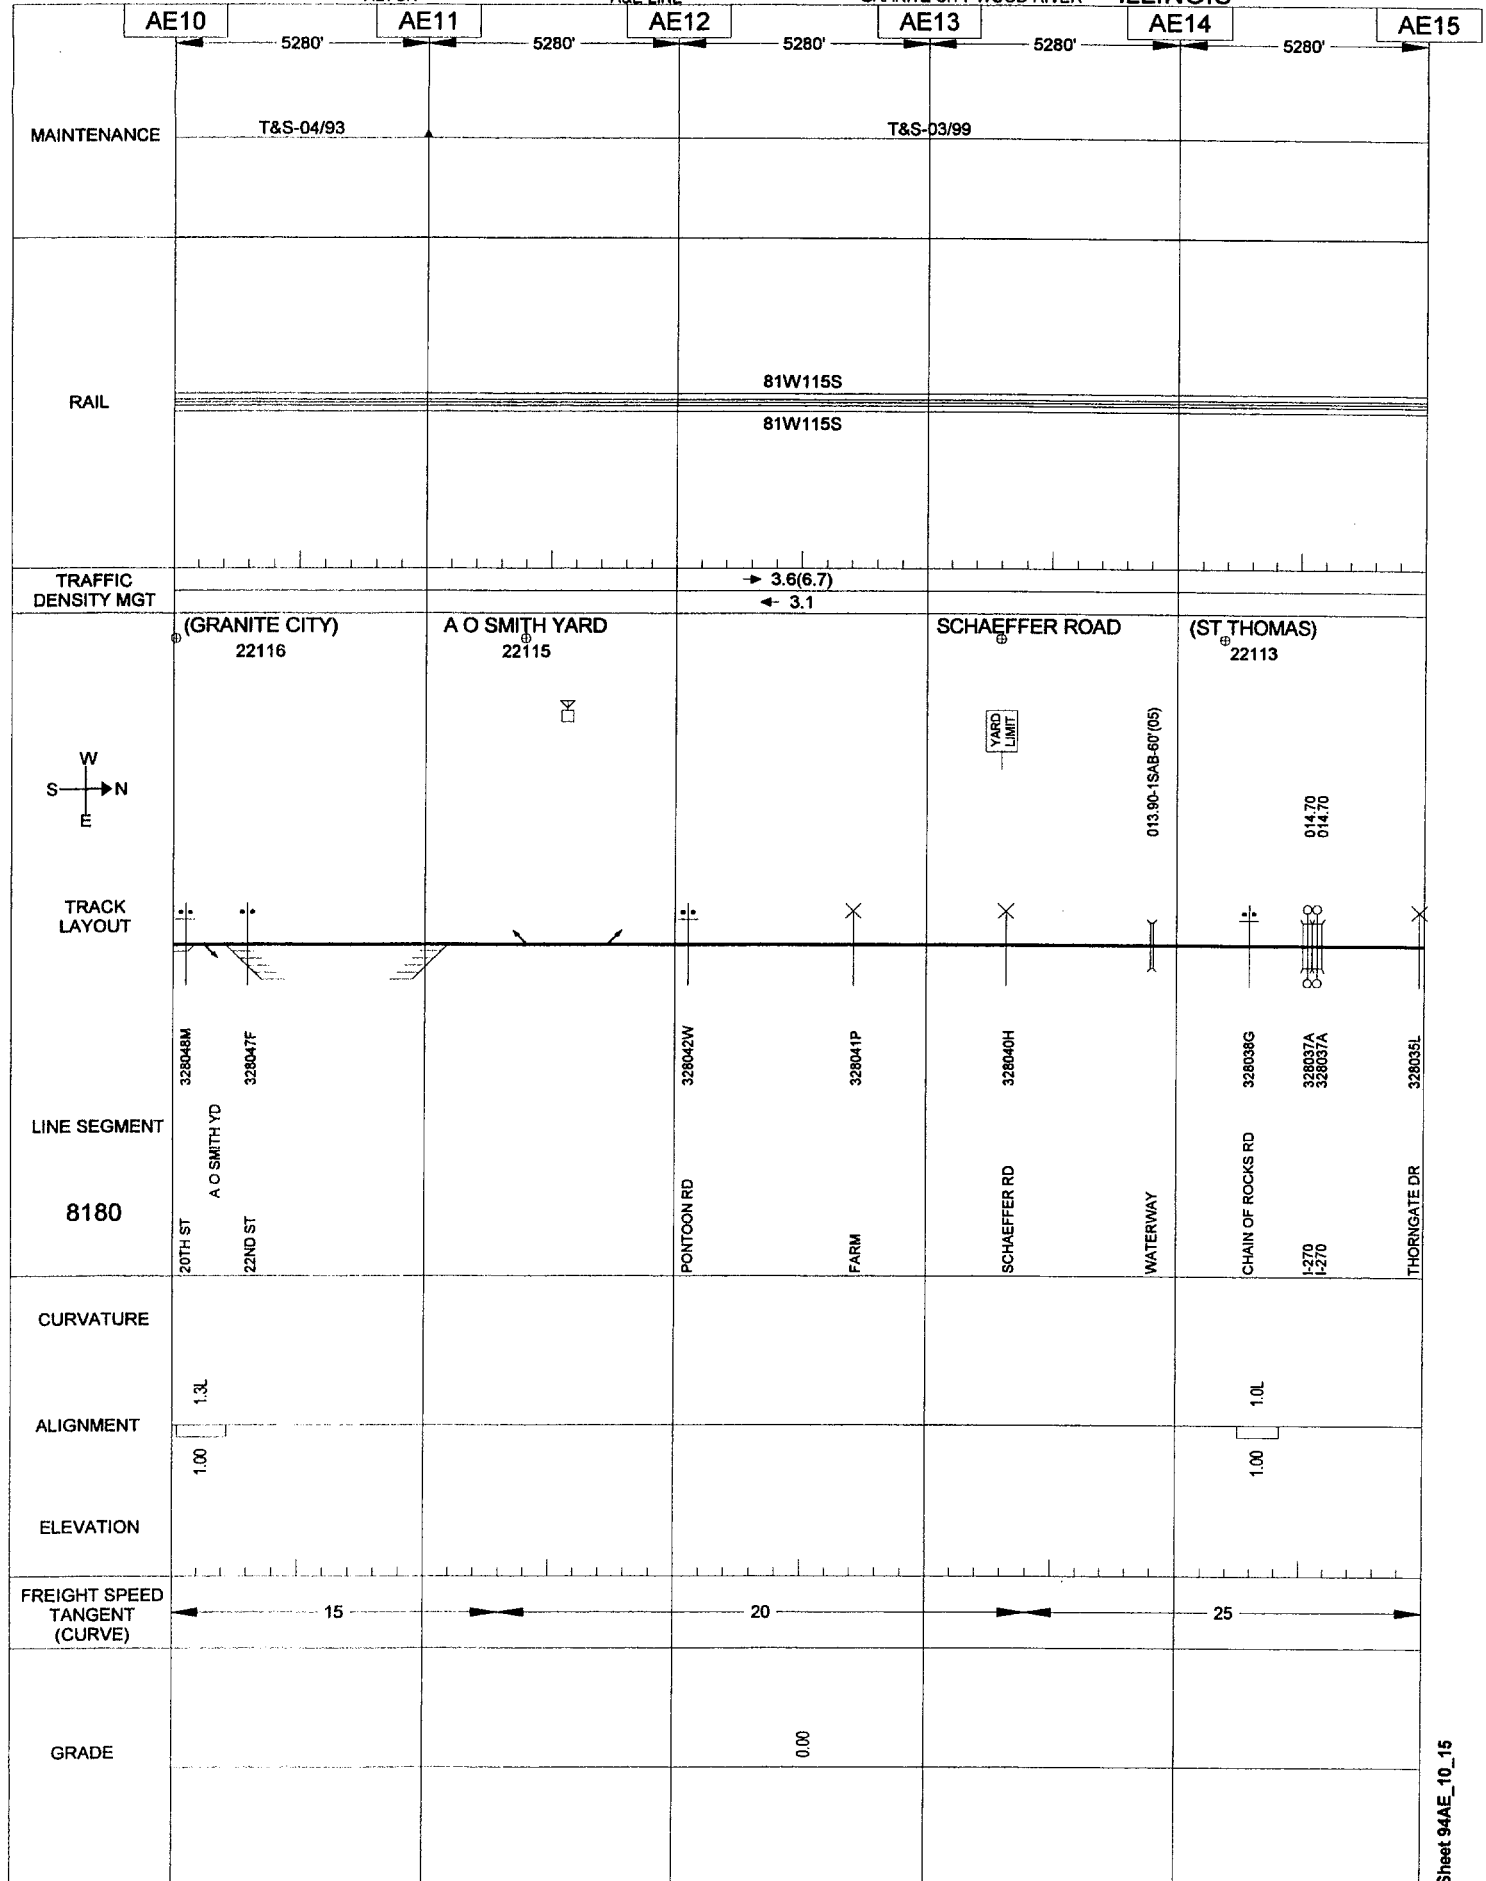 ILLINOIS
AE10
AE11
AE12
AE13
AE14
AE15
5280'
5280'
5280'
5280'
5280'
MAINTENANCE
T&S-04/93
T&S-03/99
RAIL
81W115S
81W115S
TRAFFIC
DENSITY MGT
3.6(6.7)
3.1
(GRANITE CITY)
22116
A O SMITH YARD
22115
SCHAEFFER ROAD
(ST THOMAS)
22113
YARD
LIMIT
013.90-1SAB-60'(05)
014.70
014.70
W
S
N
E
TRACK
LAYOUT
328048M
328047F
328042W
328041P
328040H
328038G
328037A
328037A
328035L
LINE SEGMENT
8180
20TH ST
A O SMITH YD
22ND ST
PONTOON RD
FARM
SCHAEFFER RD
WATERWAY
CHAIN OF ROCKS RD
I-270
I-270
THORNGATE DR
CURVATURE
1.3L
1.0L
ALIGNMENT
1.00
1.00
ELEVATION
FREIGHT SPEED
TANGENT
(CURVE)
15
20
25
GRADE
0.00
Sheet 94AE_10_15